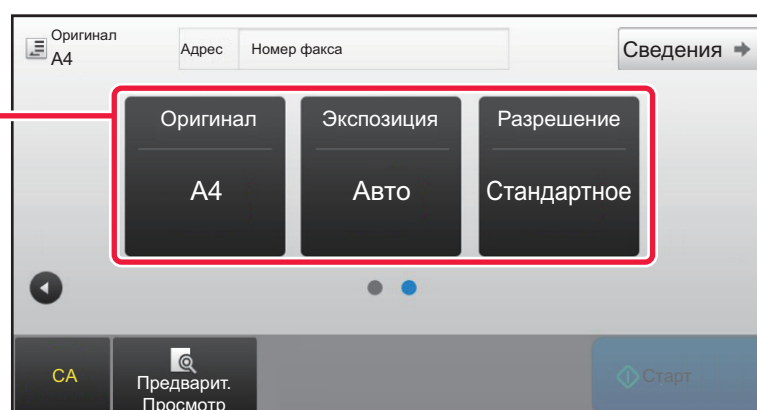 Оригинал
A4
Адрес Номер факса
Сведения
Оригинал Экспозиция Разрешение
A4 Авто Стандартное
CA
Предварит.
Просмотр
Старт